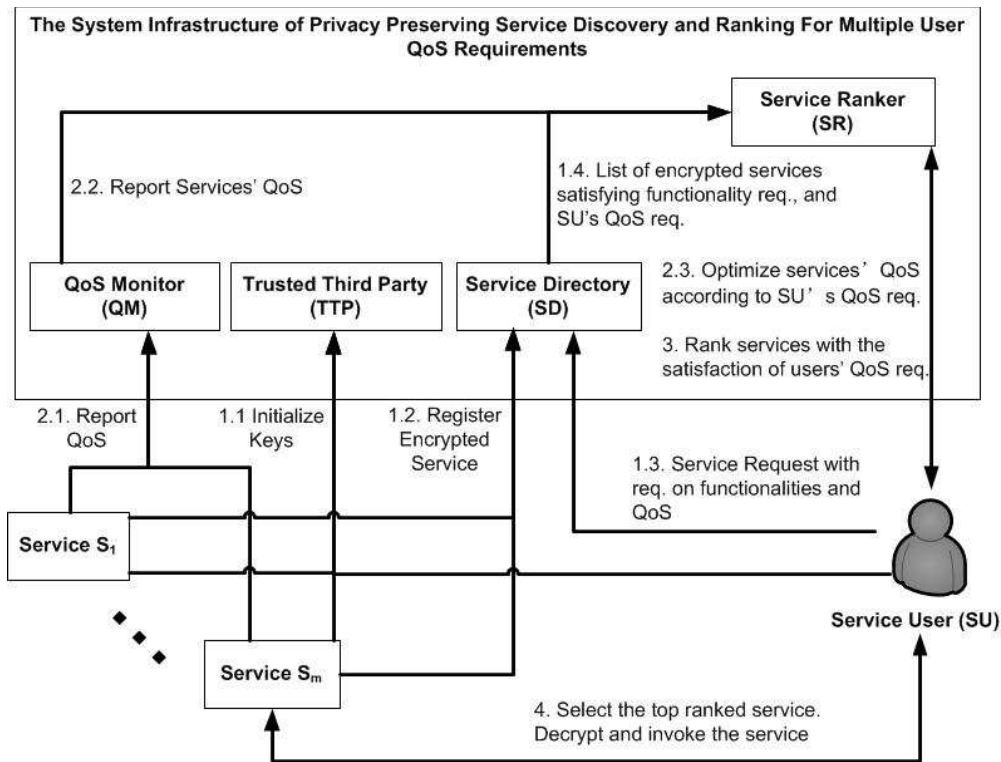 The System Infrastructure of Privacy Preserving Service Discovery and Ranking For Multiple User
QoS Requirements
Service Ranker
(SR)
2.2. Report Services' QoS
1.4. List of encrypted services
satisfying functionality req., and
SU's QoS req.
QoS Monitor
(QM)
Trusted Third Party
(TTP)
Service Directory
(SD)
2.3. Optimize services' QoS
according to SU's QoS req.
3. Rank services with the
satisfaction of users' QoS req.
2.1. Report
QoS
1.1 Initialize
Keys
1.2. Register
Encrypted
Service
1.3. Service Request with
req. on functionalities and
QoS
Service S₁
Service User (SU)
Service Sₘ
4. Select the top ranked service.
Decrypt and invoke the service